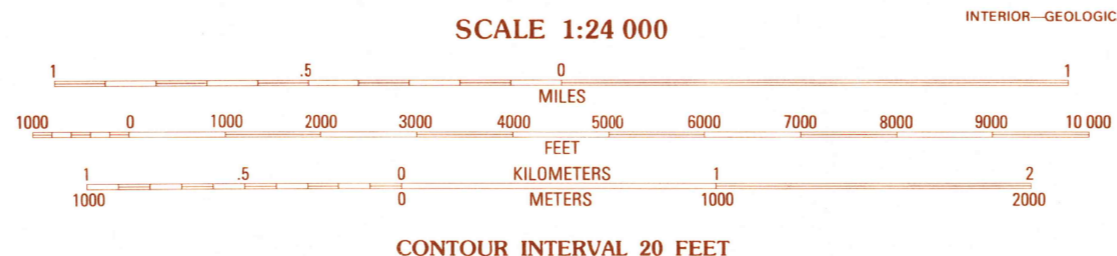 INTERIOR—GEOLOGIC
SCALE 1:24 000
1 .5 0 1
MILES
1000 0 1000 2000 3000 4000 5000 6000 7000 8000 9000 10 000
FEET
1 .5 0 KILOMETERS 1 2
1000 0 METERS 1000 2000
CONTOUR INTERVAL 20 FEET